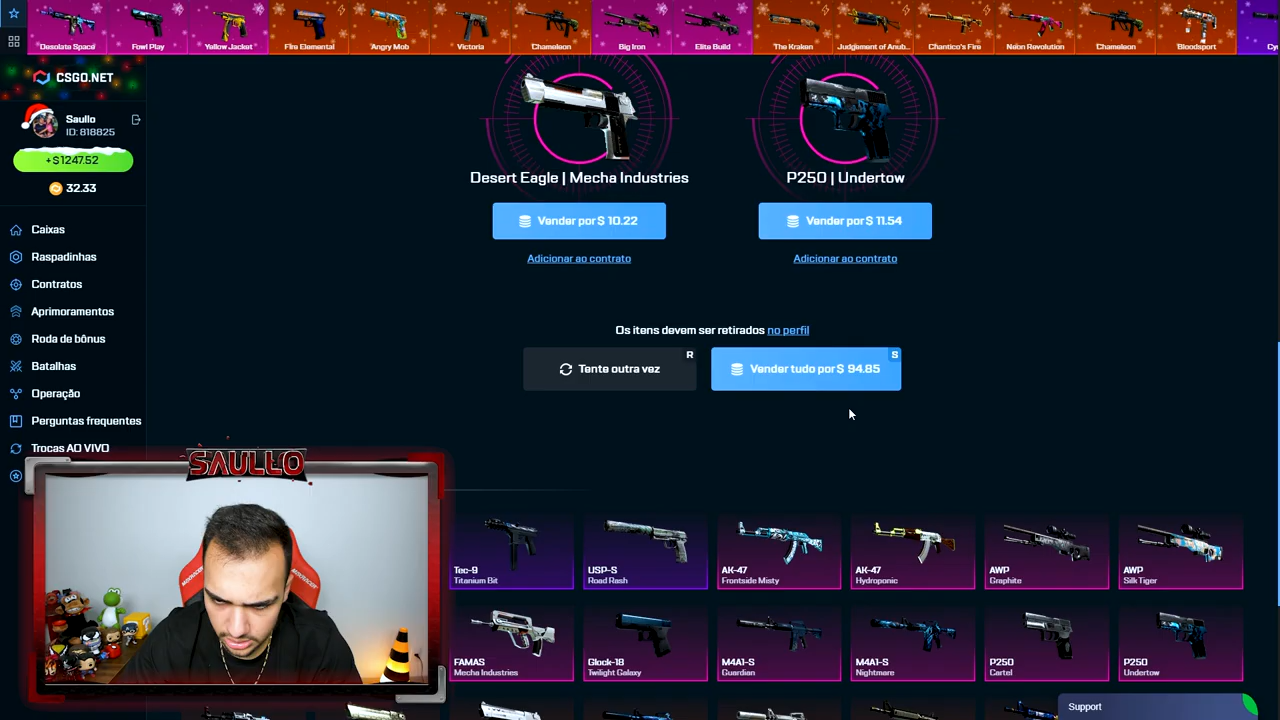 Desolate Space
Fowl Play
Yellow Jacket
Fire Elemental
Angry Mob
Victoria
Chameleon
Big Iron
Elite Build
The Kraken
Judgement of Anub...
Chantico's Fire
Neon Revolution
Chameleon
Bloodsport
CSGO.NET
Saullo
ID:818825
+$1247.52
32.33
Caixas
Raspadinhas
Contratos
Aprimoramentos
Roda de bônus
Batalhas
Operação
Perguntas frequentes
Trocas AO VIVO
Desert Eagle | Mecha Industries
P250 | Undertow
Vender por $ 10.22
Vender por $ 11.54
Adicionar ao contrato
Adicionar ao contrato
Os itens devem ser retirados no perfil
Tente outra vez
R
Vender tudo por $ 94.85
S
SAULLO
Tec-9
Titanium Bit
USP-S
Road Rash
AK-47
Frontside Misty
AK-47
Hydroponic
AWP
Graphite
AWP
Silk Tiger
FAMAS
Mecha Industries
Glock-18
Twilight Galaxy
M4A1-S
Guardian
M4A1-S
Nightmare
P250
Cartel
P250
Undertow
Support